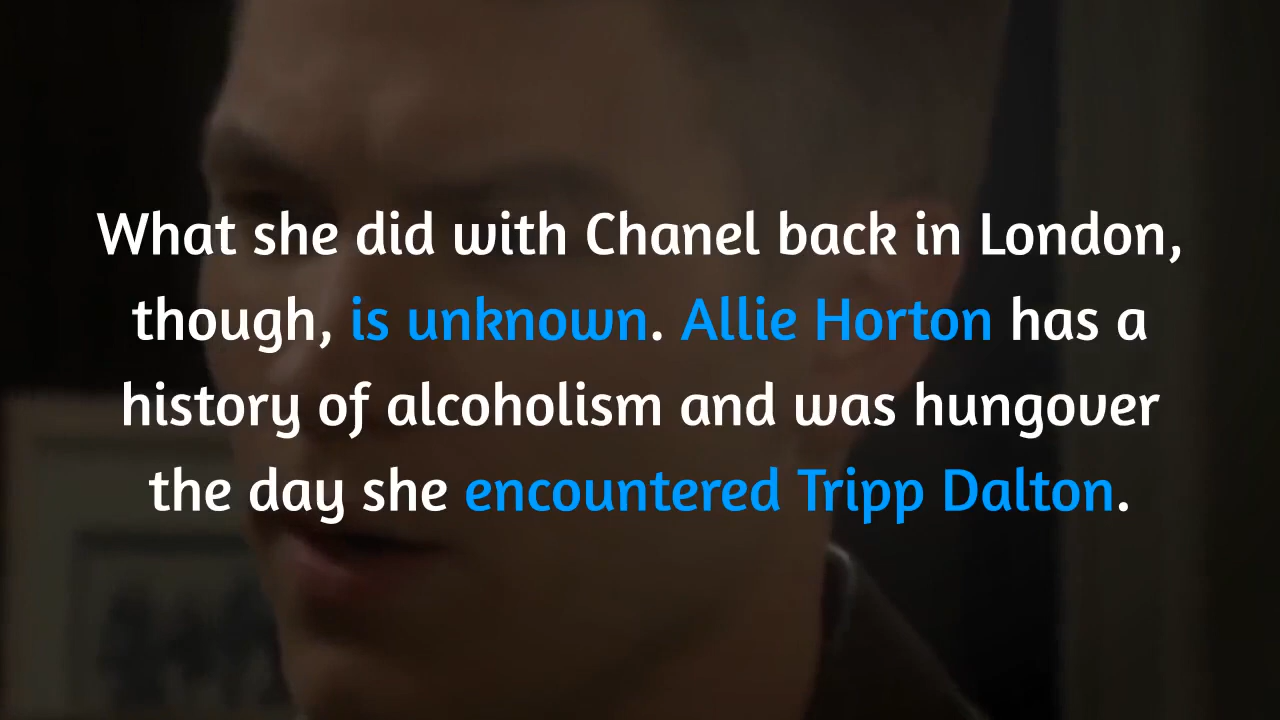 What she did with Chanel back in London,
though, is unknown. Allie Horton has a
history of alcoholism and was hungover
the day she encountered Tripp Dalton.